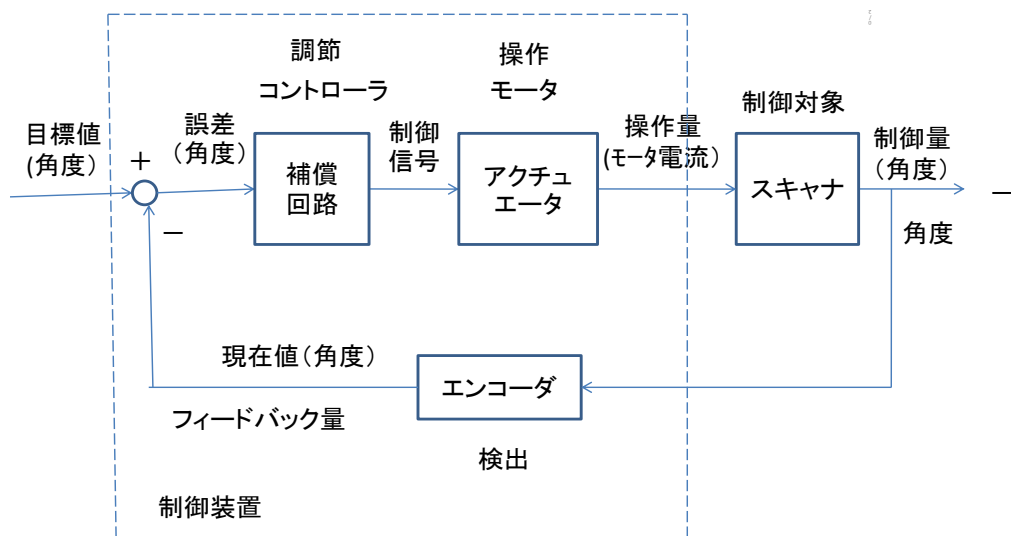 調節
コントローラ
操作
モータ
制御対象
目標値
(角度)
+
誤差
(角度)
補償
回路
制御
信号
アクチュ
エータ
操作量
(モータ電流)
スキャナ
制御量
(角度)
－
－
角度
現在値(角度)
エンコーダ
フィードバック量
検出
制御装置